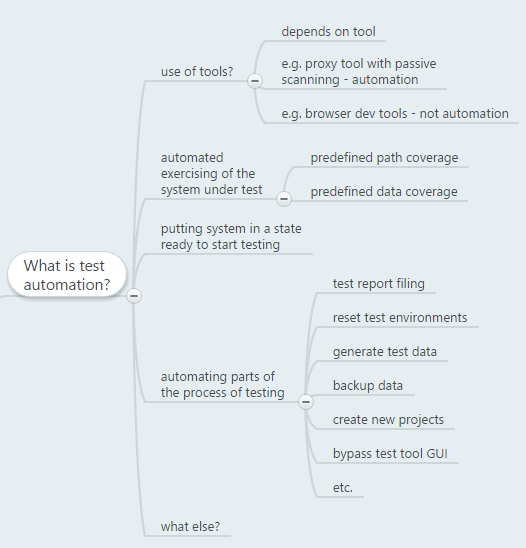 What is test
automation?
use of tools?
depends on tool
e.g. proxy tool with passive
scanninng - automation
e.g. browser dev tools - not automation
automated
exercising of the
system under test
predefined path coverage
predefined data coverage
putting system in a state
ready to start testing
automating parts of
the process of testing
test report filing
reset test environments
generate test data
backup data
create new projects
bypass test tool GUI
etc.
what else?